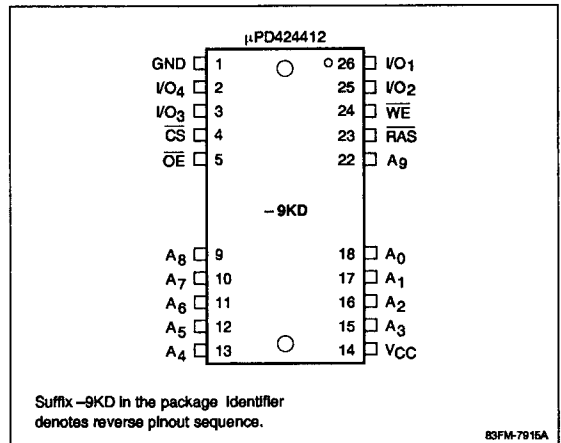 μPD424412
GND 1 26 I/O1
I/O4 2 25 I/O2
I/O3 3 24 WE
CS 4 23 RAS
OE 5 22 A9
–9KD
A8 9 18 A0
A7 10 17 A1
A6 11 16 A2
A5 12 15 A3
A4 13 14 VCC
Suffix –9KD in the package identifier
denotes reverse pinout sequence.
83FM-7915A